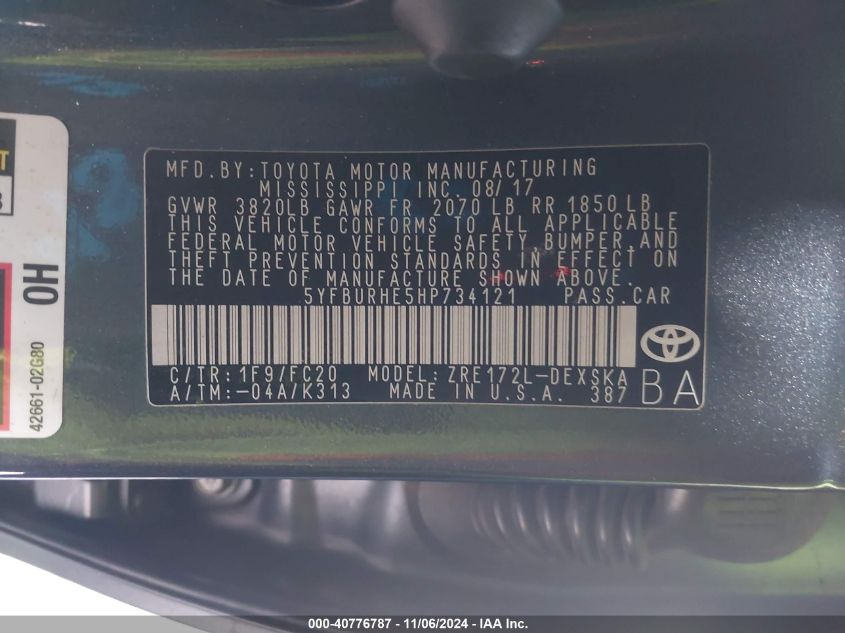 MFD.BY:TOYOTA MOTOR MANUFACTURING
MISSISSIPPI INC. 08/17
GVWR 3820LB GAWR FR 2070 LB RR 1850LB
THIS VEHICLE CONFORMS TO ALL APPLICABLE
FEDERAL MOTOR VEHICLE SAFETY, BUMPER,AND
THEFT PREVENTION STANDARDS IN EFFECT ON
THE DATE OF MANUFACTURE SHOWN ABOVE.
5YFBURHE5HP734121 PASS.CAR
C/TR:1F9/FC20 MODEL:ZRE172L-DEXSKA
A/TM:-04A/K313 MADE IN U.S.A. 387
BA
OH
42661-02G80
000-40776787 - 11/06/2024 - IAA Inc.